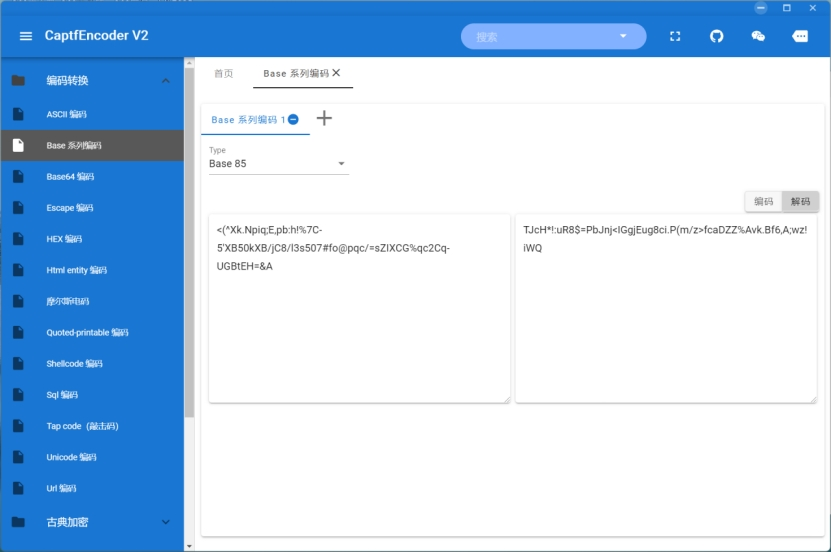 CaptfEncoder V2
搜索
编码转换
ASCII 编码
Base 系列编码
Base64 编码
Escape 编码
HEX 编码
Html entity 编码
摩尔斯电码
Quoted-printable 编码
Shellcode 编码
Sql 编码
Tap code（敲击码）
Unicode 编码
Url 编码
古典加密
首页
Base 系列编码
Base 系列编码 1
Type
Base 85
编码
解码
<(^Xk.Npiq;E,pb:h!%7C-
5'XB50kXB/jC8/I3s507#fo@pqc/=sZIXCG%qc2Cq-
UGBtEH=&A
TJcH*!:uR8$=PbJnj<IGgjEug8ci.P(m/z>fcaDZZ%Avk.Bf6,A;wz!
iWQ